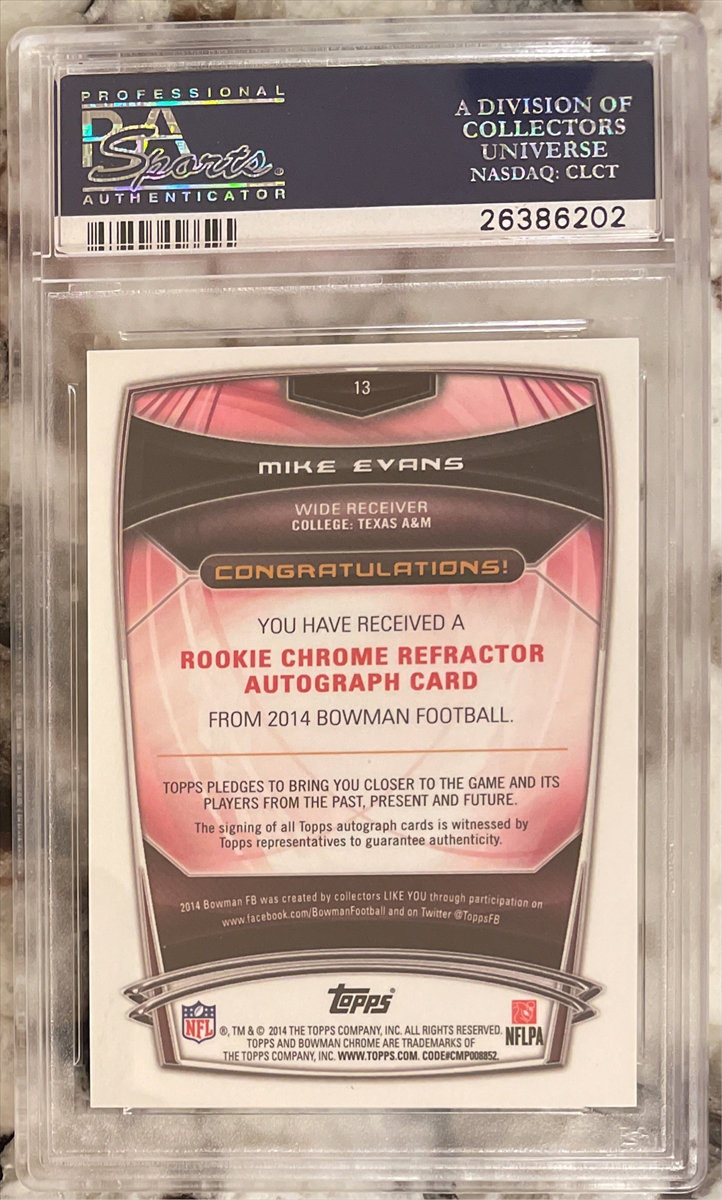 PROFESSIONAL
PSA
Sports®
AUTHENTICATOR
A DIVISION OF
COLLECTORS
UNIVERSE
NASDAQ: CLCT
26386202
13
MIKE EVANS
WIDE RECEIVER
COLLEGE: TEXAS A&M
CONGRATULATIONS!
YOU HAVE RECEIVED A
ROOKIE CHROME REFRACTOR
AUTOGRAPH CARD
FROM 2014 BOWMAN FOOTBALL.
TOPPS PLEDGES TO BRING YOU CLOSER TO THE GAME AND ITS
PLAYERS FROM THE PAST, PRESENT AND FUTURE.
The signing of all Topps autograph cards is witnessed by
Topps representatives to guarantee authenticity.
2014 Bowman FB was created by collectors LIKE YOU through participation on
www.facebook.com/BowmanFootball and on Twitter @ToppsFB
Topps®
NFL
®, TM & © 2014 THE TOPPS COMPANY, INC. ALL RIGHTS RESERVED.
TOPPS AND BOWMAN CHROME ARE TRADEMARKS OF
THE TOPPS COMPANY, INC. WWW.TOPPS.COM. CODE#CMP008852.
NFLPA